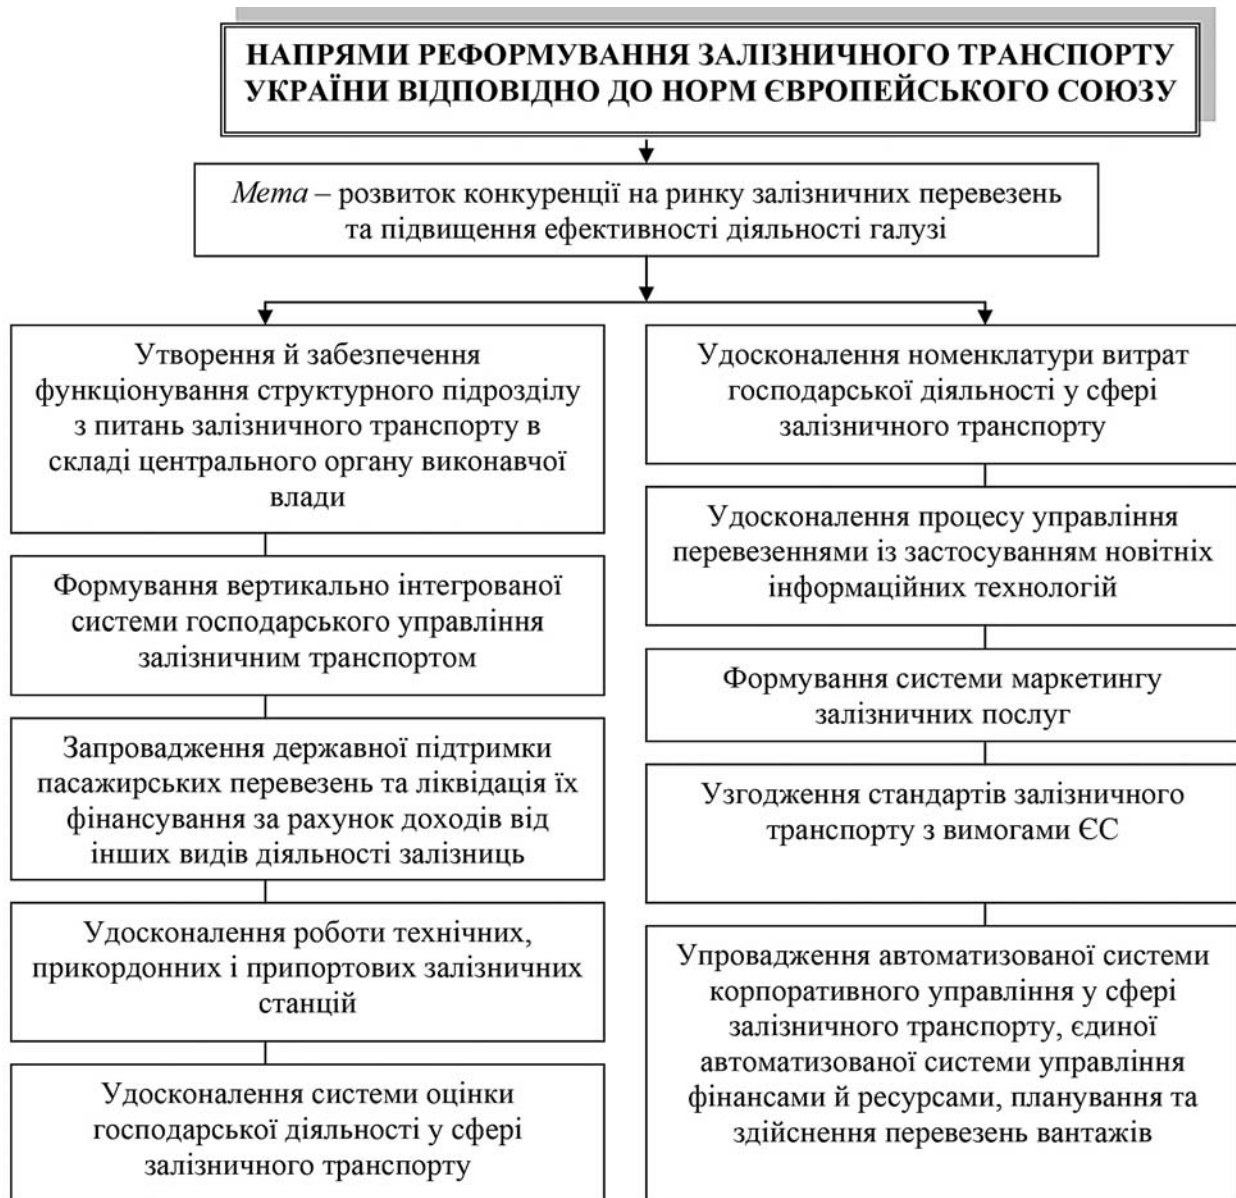 НАПРЯМИ РЕФОРМУВАННЯ ЗАЛІЗНИЧНОГО ТРАНСПОРТУ
УКРАЇНИ ВІДПОВІДНО ДО НОРМ ЄВРОПЕЙСЬКОГО СОЮЗУ
Мета – розвиток конкуренції на ринку залізничних перевезень
та підвищення ефективності діяльності галузі
Утворення й забезпечення
функціонування структурного підрозділу
з питань залізничного транспорту в
складі центрального органу виконавчої
влади
Формування вертикально інтегрованої
системи господарського управління
залізничним транспортом
Запровадження державної підтримки
пасажирських перевезень та ліквідація їх
фінансування за рахунок доходів від
інших видів діяльності залізниць
Удосконалення роботи технічних,
прикордонних і припортових залізничних
станцій
Удосконалення системи оцінки
господарської діяльності у сфері
залізничного транспорту
Удосконалення номенклатури витрат
господарської діяльності у сфері
залізничного транспорту
Удосконалення процесу управління
перевезеннями із застосуванням новітніх
інформаційних технологій
Формування системи маркетингу
залізничних послуг
Узгодження стандартів залізничного
транспорту з вимогами ЄС
Упровадження автоматизованої системи
корпоративного управління у сфері
залізничного транспорту, єдиної
автоматизованої системи управління
фінансами й ресурсами, планування та
здійснення перевезень вантажів